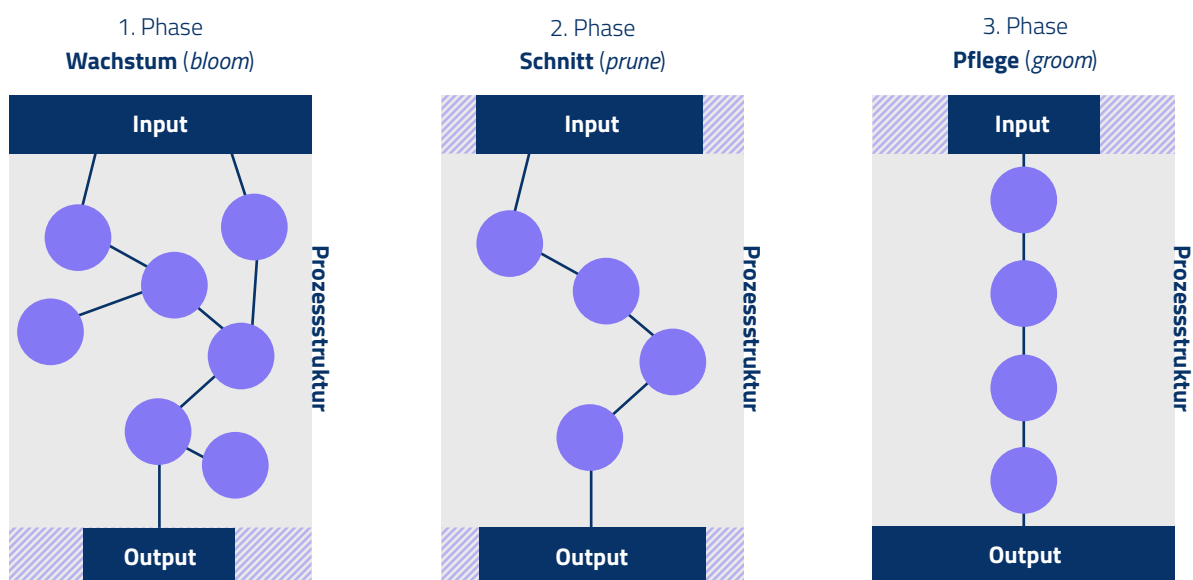 1. Phase
Wachstum (bloom)
Input
Prozessstruktur
Output
2. Phase
Schnitt (prune)
Input
Prozessstruktur
Output
3. Phase
Pflege (groom)
Input
Prozessstruktur
Output